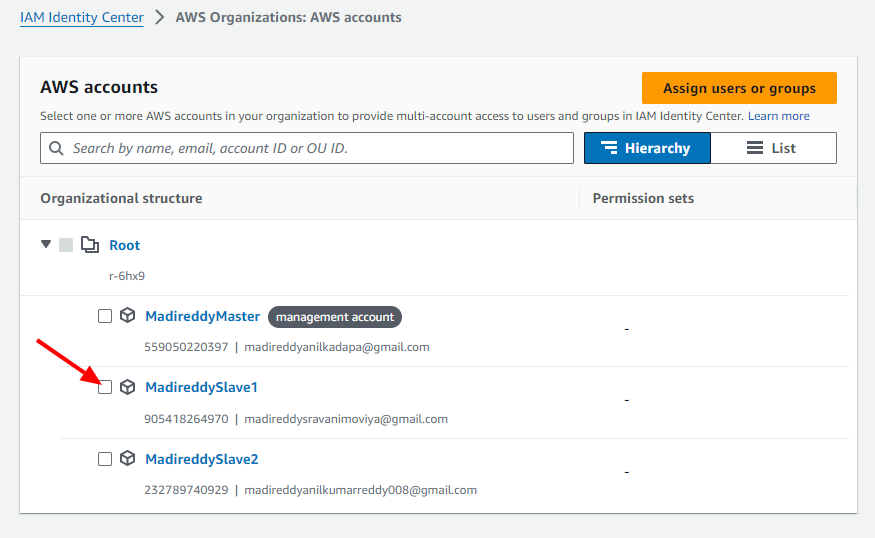 IAM Identity Center > AWS Organizations: AWS accounts
AWS accounts
Assign users or groups
Select one or more AWS accounts in your organization to provide multi-account access to users and groups in IAM Identity Center. Learn more
Search by name, email, account ID or OU ID.
Hierarchy
List
Organizational structure
Permission sets
Root
r-6hx9
MadireddyMaster management account
-
559050220397 | madireddyanilkadapa@gmail.com
MadireddySlave1
-
905418264970 | madireddysravanimoviya@gmail.com
MadireddySlave2
-
232789740929 | madireddyanilkumarreddy008@gmail.com